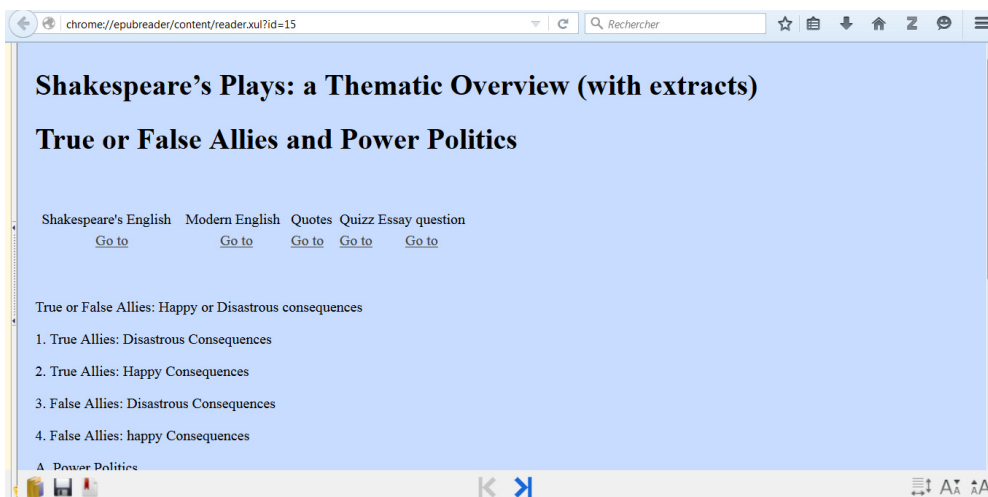 chrome://epubreader/content/reader.xul?id=15
Rechercher
Shakespeare’s Plays: a Thematic Overview (with extracts)
True or False Allies and Power Politics
Shakespeare's English Modern English Quotes Quizz Essay question
Go to Go to Go to Go to Go to
True or False Allies: Happy or Disastrous consequences
1. True Allies: Disastrous Consequences
2. True Allies: Happy Consequences
3. False Allies: Disastrous Consequences
4. False Allies: happy Consequences
A. Power Politics